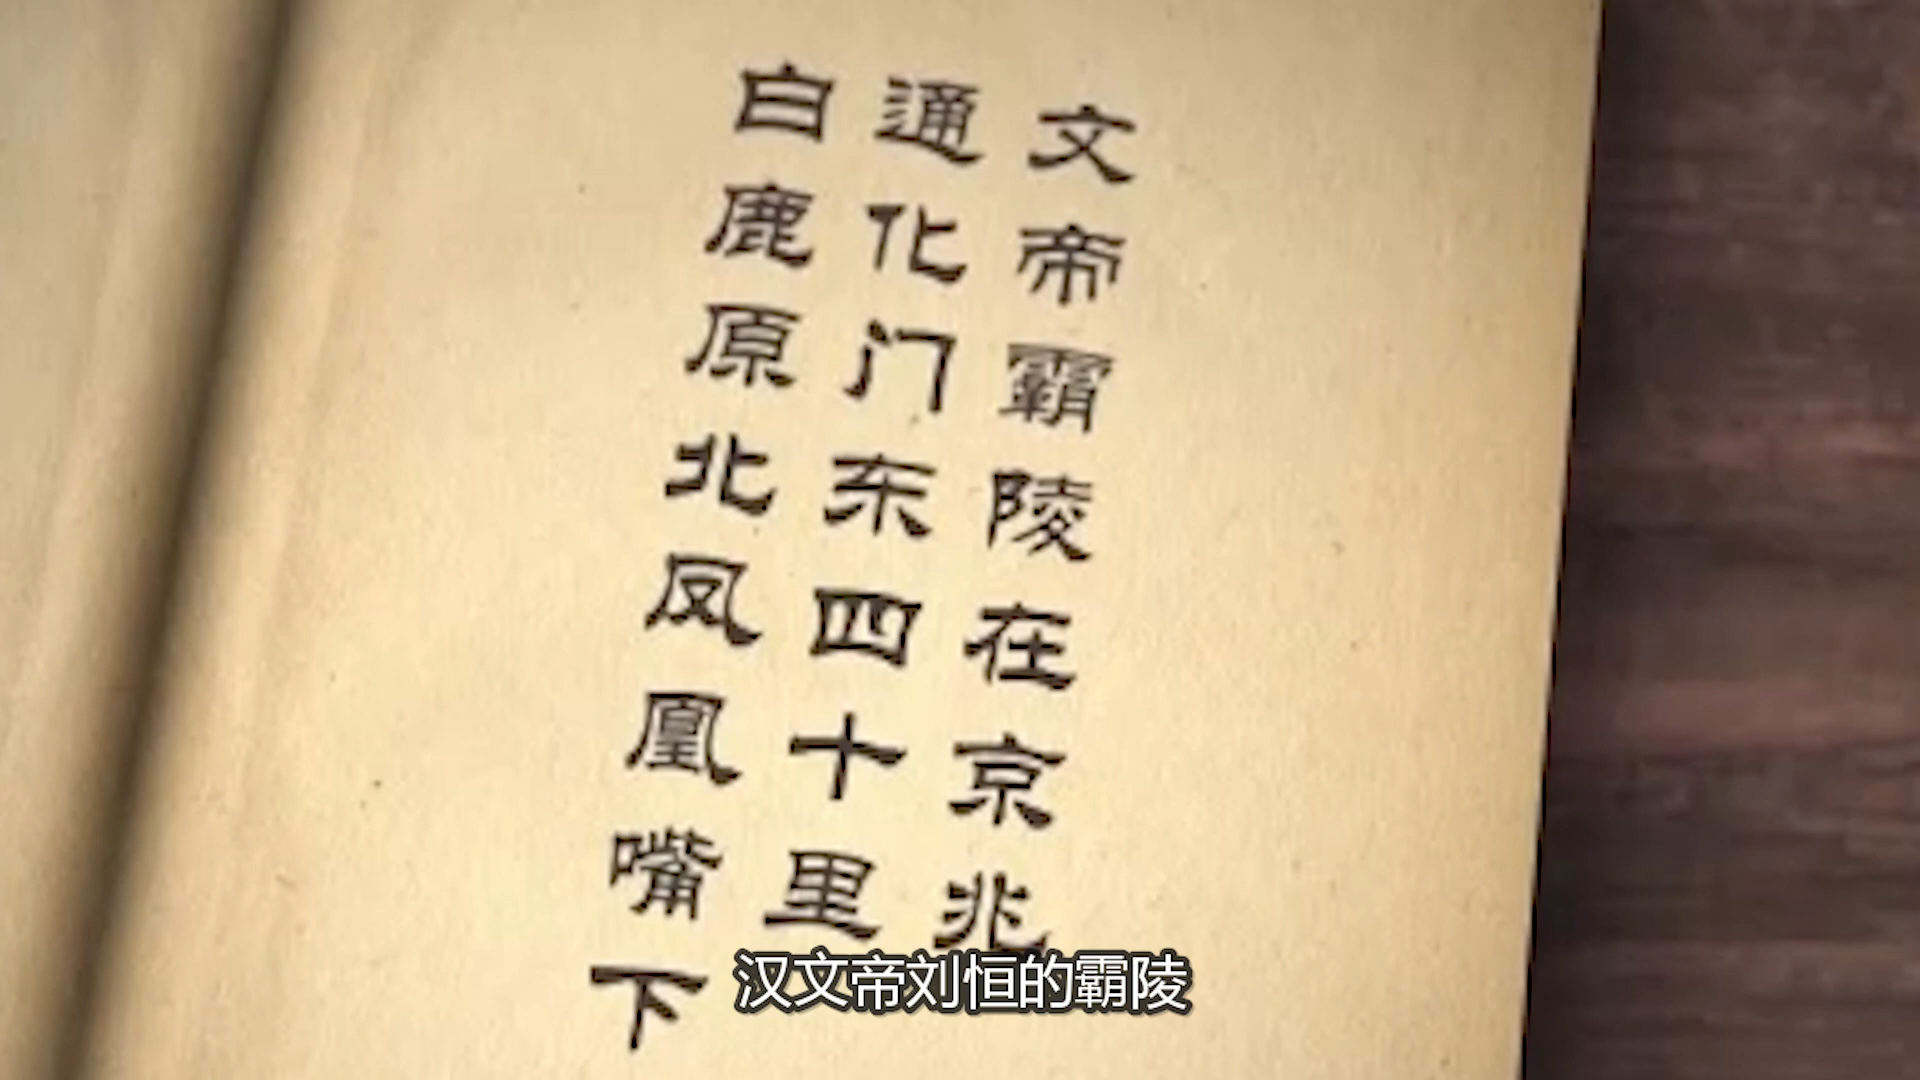 文帝霸陵在京兆
通化门东四十里
白鹿原北凤凰嘴下
汉文帝刘恒的霸陵